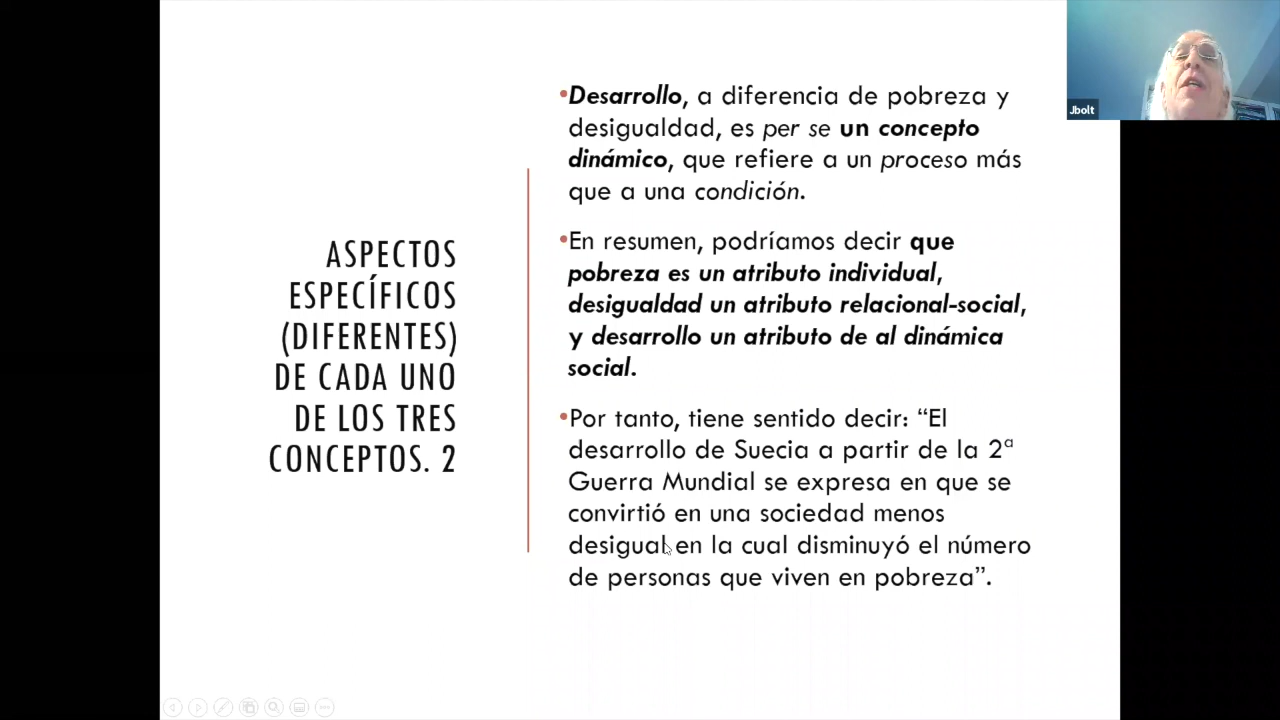 ASPECTOS
ESPECÍFICOS
(DIFERENTES)
DE CADA UNO
DE LOS TRES
CONCEPTOS. 2
•Desarrollo, a diferencia de pobreza y
desigualdad, es per se un concepto
dinámico, que refiere a un proceso más
que a una condición.
•En resumen, podríamos decir que
pobreza es un atributo individual,
desigualdad un atributo relacional-social,
y desarrollo un atributo de al dinámica
social.
•Por tanto, tiene sentido decir: “El
desarrollo de Suecia a partir de la 2ª
Guerra Mundial se expresa en que se
convirtió en una sociedad menos
desigual en la cual disminuyó el número
de personas que viven en pobreza”.
Jbolt